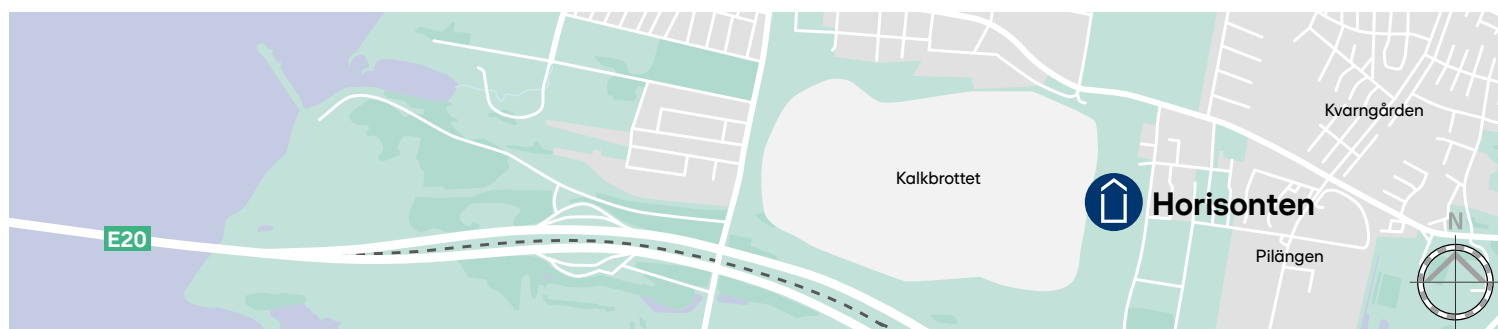 Kvarngården
Kalkbrottet
Horisonten
N
E20
Pilängen